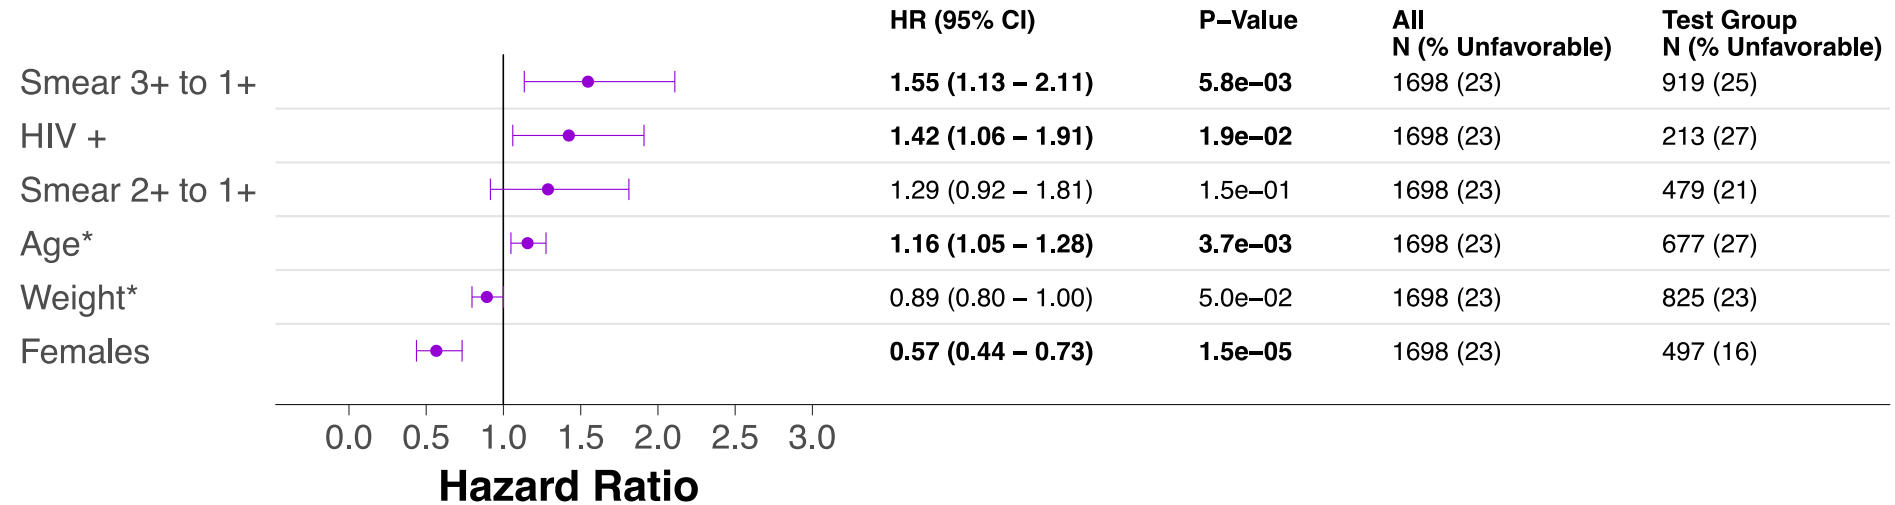 HR (95% CI) P–Value All Test Group
N (% Unfavorable) N (% Unfavorable)
Smear 3+ to 1+ 1.55 (1.13 – 2.11) 5.8e–03 1698 (23) 919 (25)
HIV + 1.42 (1.06 – 1.91) 1.9e–02 1698 (23) 213 (27)
Smear 2+ to 1+ 1.29 (0.92 – 1.81) 1.5e–01 1698 (23) 479 (21)
Age* 1.16 (1.05 – 1.28) 3.7e–03 1698 (23) 677 (27)
Weight* 0.89 (0.80 – 1.00) 5.0e–02 1698 (23) 825 (23)
Females 0.57 (0.44 – 0.73) 1.5e–05 1698 (23) 497 (16)
0.0 0.5 1.0 1.5 2.0 2.5 3.0
Hazard Ratio